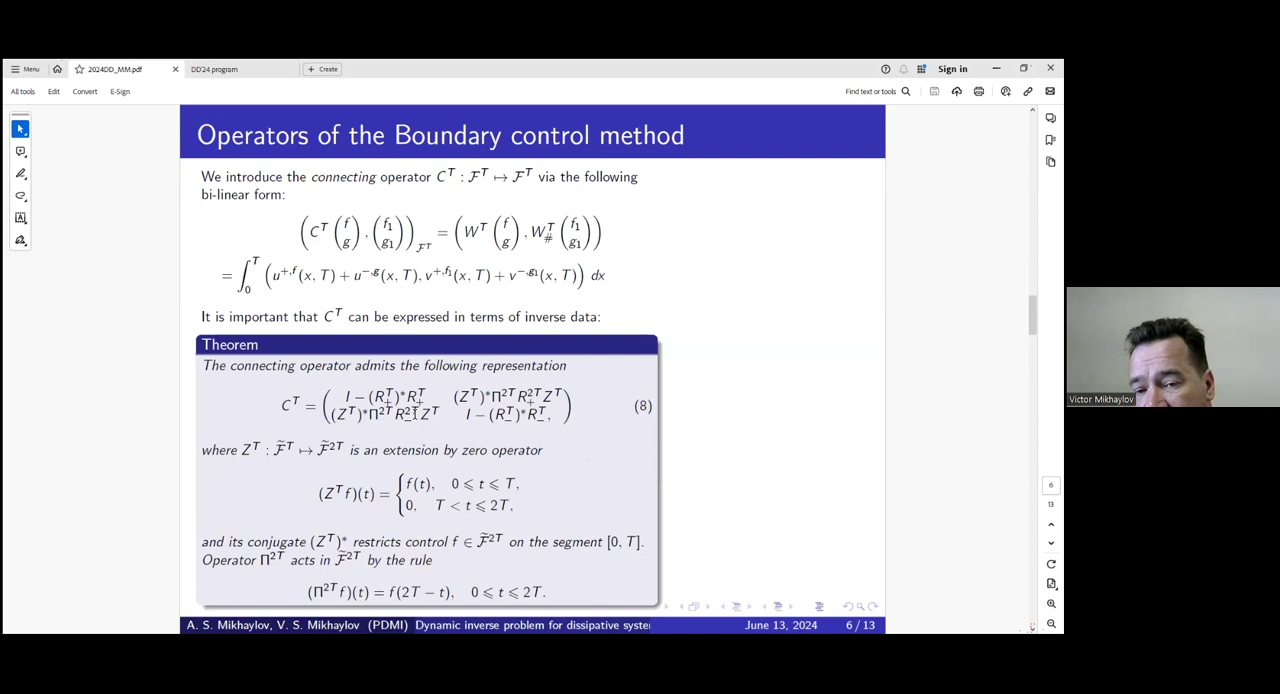 Menu 2024DD_MM.pdf DD'24 program Create Sign in
All tools Edit Convert E-Sign Find text or tools
Operators of the Boundary control method
We introduce the connecting operator C^T : F^T ↦ F^T via the following
bi-linear form:
(C^T (f g), (f_1 g_1))_{F^T} = (W^T (f g), W^T_# (f_1 g_1))
= ∫_0^T (u^{+,f}(x, T) + u^{-,g}(x, T), v^{+,f_1}(x, T) + v^{-,g_1}(x, T)) dx
It is important that C^T can be expressed in terms of inverse data:
Theorem
The connecting operator admits the following representation
C^T = ( I − (R^T_+)^* R^T_+   (Z^T)^* Π^{2T} R^{2T}_+ Z^T
(Z^T)^* Π^{2T} R^{2T}_− Z^T   I − (R^T_−)^* R^T_−, ) (8)
where Z^T : F̃^T ↦ F̃^{2T} is an extension by zero operator
(Z^T f)(t) = { f(t), 0 ⩽ t ⩽ T,
0, T < t ⩽ 2T,
and its conjugate (Z^T)^* restricts control f ∈ F̃^{2T} on the segment [0, T].
Operator Π^{2T} acts in F̃^{2T} by the rule
(Π^{2T} f)(t) = f(2T − t), 0 ⩽ t ⩽ 2T.
A. S. Mikhaylov, V. S. Mikhaylov (PDMI) Dynamic inverse problem for dissipative syste June 13, 2024 6 / 13
6
13
Victor Mikhaylov